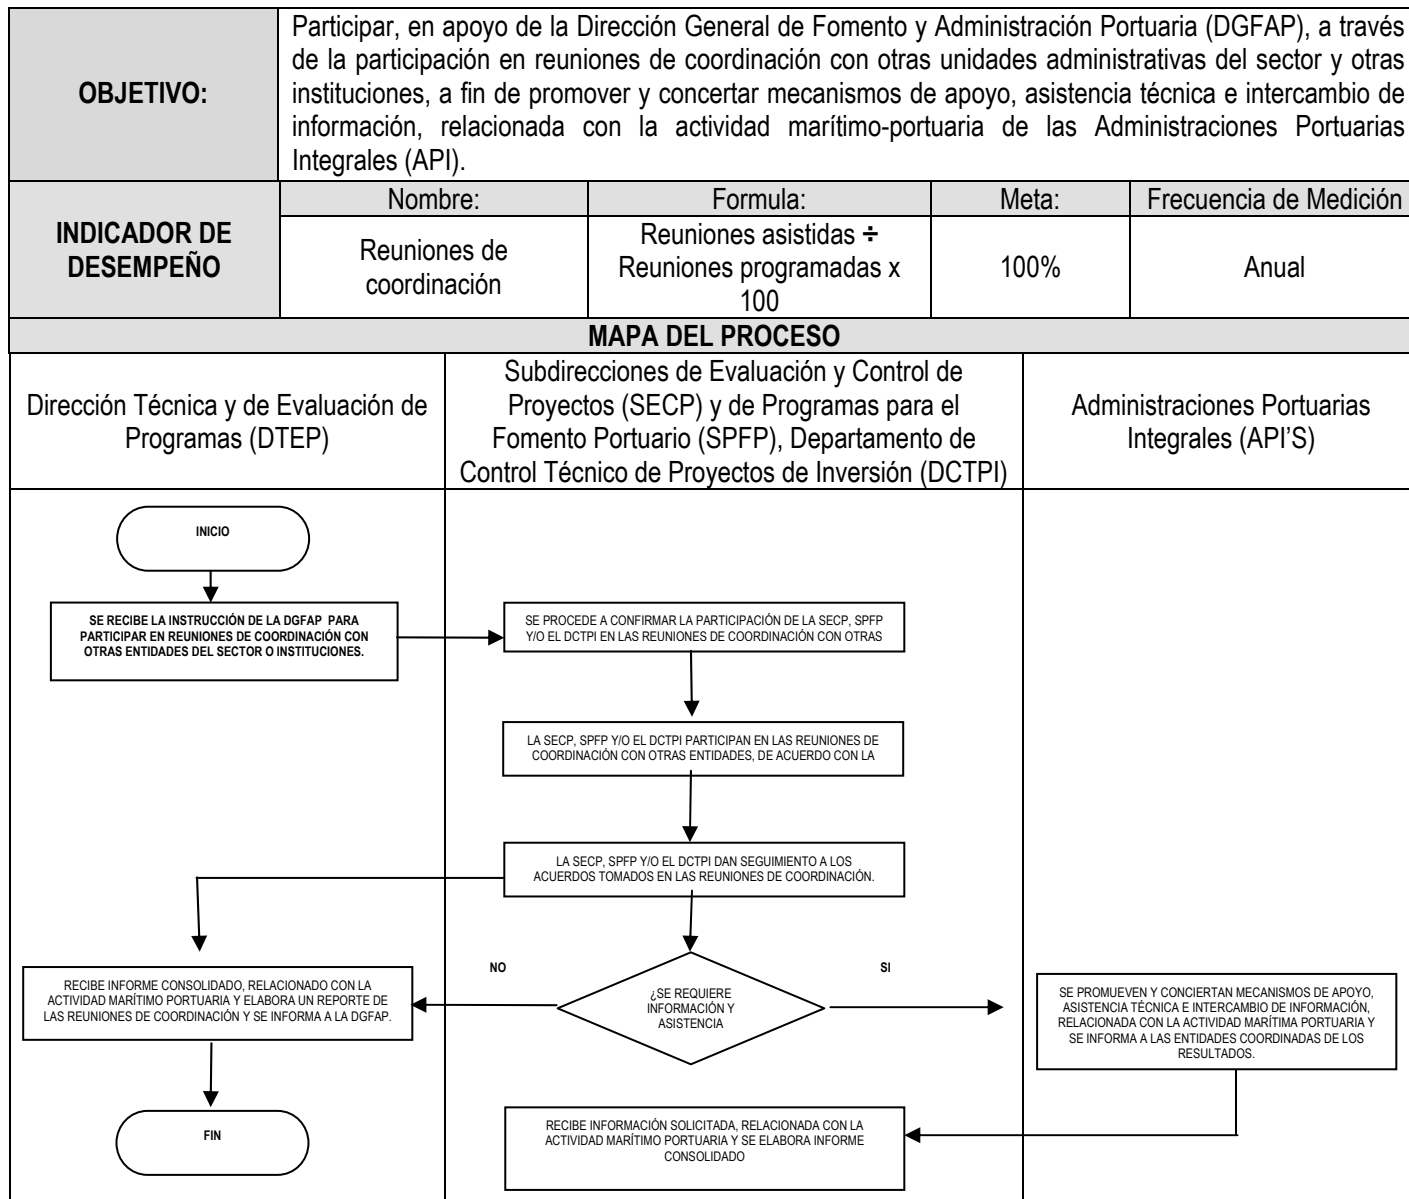 OBJETIVO:
Participar, en apoyo de la Dirección General de Fomento y Administración Portuaria (DGFAP), a través
de la participación en reuniones de coordinación con otras unidades administrativas del sector y otras
instituciones, a fin de promover y concertar mecanismos de apoyo, asistencia técnica e intercambio de
información, relacionada con la actividad marítimo-portuaria de las Administraciones Portuarias
Integrales (API).
INDICADOR DE
DESEMPEÑO
Nombre:
Formula:
Meta:
Frecuencia de Medición
Reuniones de
coordinación
Reuniones asistidas ÷
Reuniones programadas x
100
100%
Anual
MAPA DEL PROCESO
Dirección Técnica y de Evaluación de
Programas (DTEP)
Subdirecciones de Evaluación y Control de
Proyectos (SECP) y de Programas para el
Fomento Portuario (SPFP), Departamento de
Control Técnico de Proyectos de Inversión (DCTPI)
Administraciones Portuarias
Integrales (API’S)
INICIO
SE RECIBE LA INSTRUCCIÓN DE LA DGFAP PARA
PARTICIPAR EN REUNIONES DE COORDINACIÓN CON
OTRAS ENTIDADES DEL SECTOR O INSTITUCIONES.
SE PROCEDE A CONFIRMAR LA PARTICIPACIÓN DE LA SECP, SPFP
Y/O EL DCTPI EN LAS REUNIONES DE COORDINACIÓN CON OTRAS
LA SECP, SPFP Y/O EL DCTPI PARTICIPAN EN LAS REUNIONES DE
COORDINACIÓN CON OTRAS ENTIDADES, DE ACUERDO CON LA
LA SECP, SPFP Y/O EL DCTPI DAN SEGUIMIENTO A LOS
ACUERDOS TOMADOS EN LAS REUNIONES DE COORDINACIÓN.
NO
SI
¿SE REQUIERE
INFORMACIÓN Y
ASISTENCIA
RECIBE INFORME CONSOLIDADO, RELACIONADO CON LA
ACTIVIDAD MARÍTIMO PORTUARIA Y ELABORA UN REPORTE DE
LAS REUNIONES DE COORDINACIÓN Y SE INFORMA A LA DGFAP.
SE PROMUEVEN Y CONCIERTAN MECANISMOS DE APOYO,
ASISTENCIA TÉCNICA E INTERCAMBIO DE INFORMACIÓN,
RELACIONADA CON LA ACTIVIDAD MARÍTIMA PORTUARIA Y
SE INFORMA A LAS ENTIDADES COORDINADAS DE LOS
RESULTADOS.
FIN
RECIBE INFORMACIÓN SOLICITADA, RELACIONADA CON LA
ACTIVIDAD MARÍTIMO PORTUARIA Y SE ELABORA INFORME
CONSOLIDADO